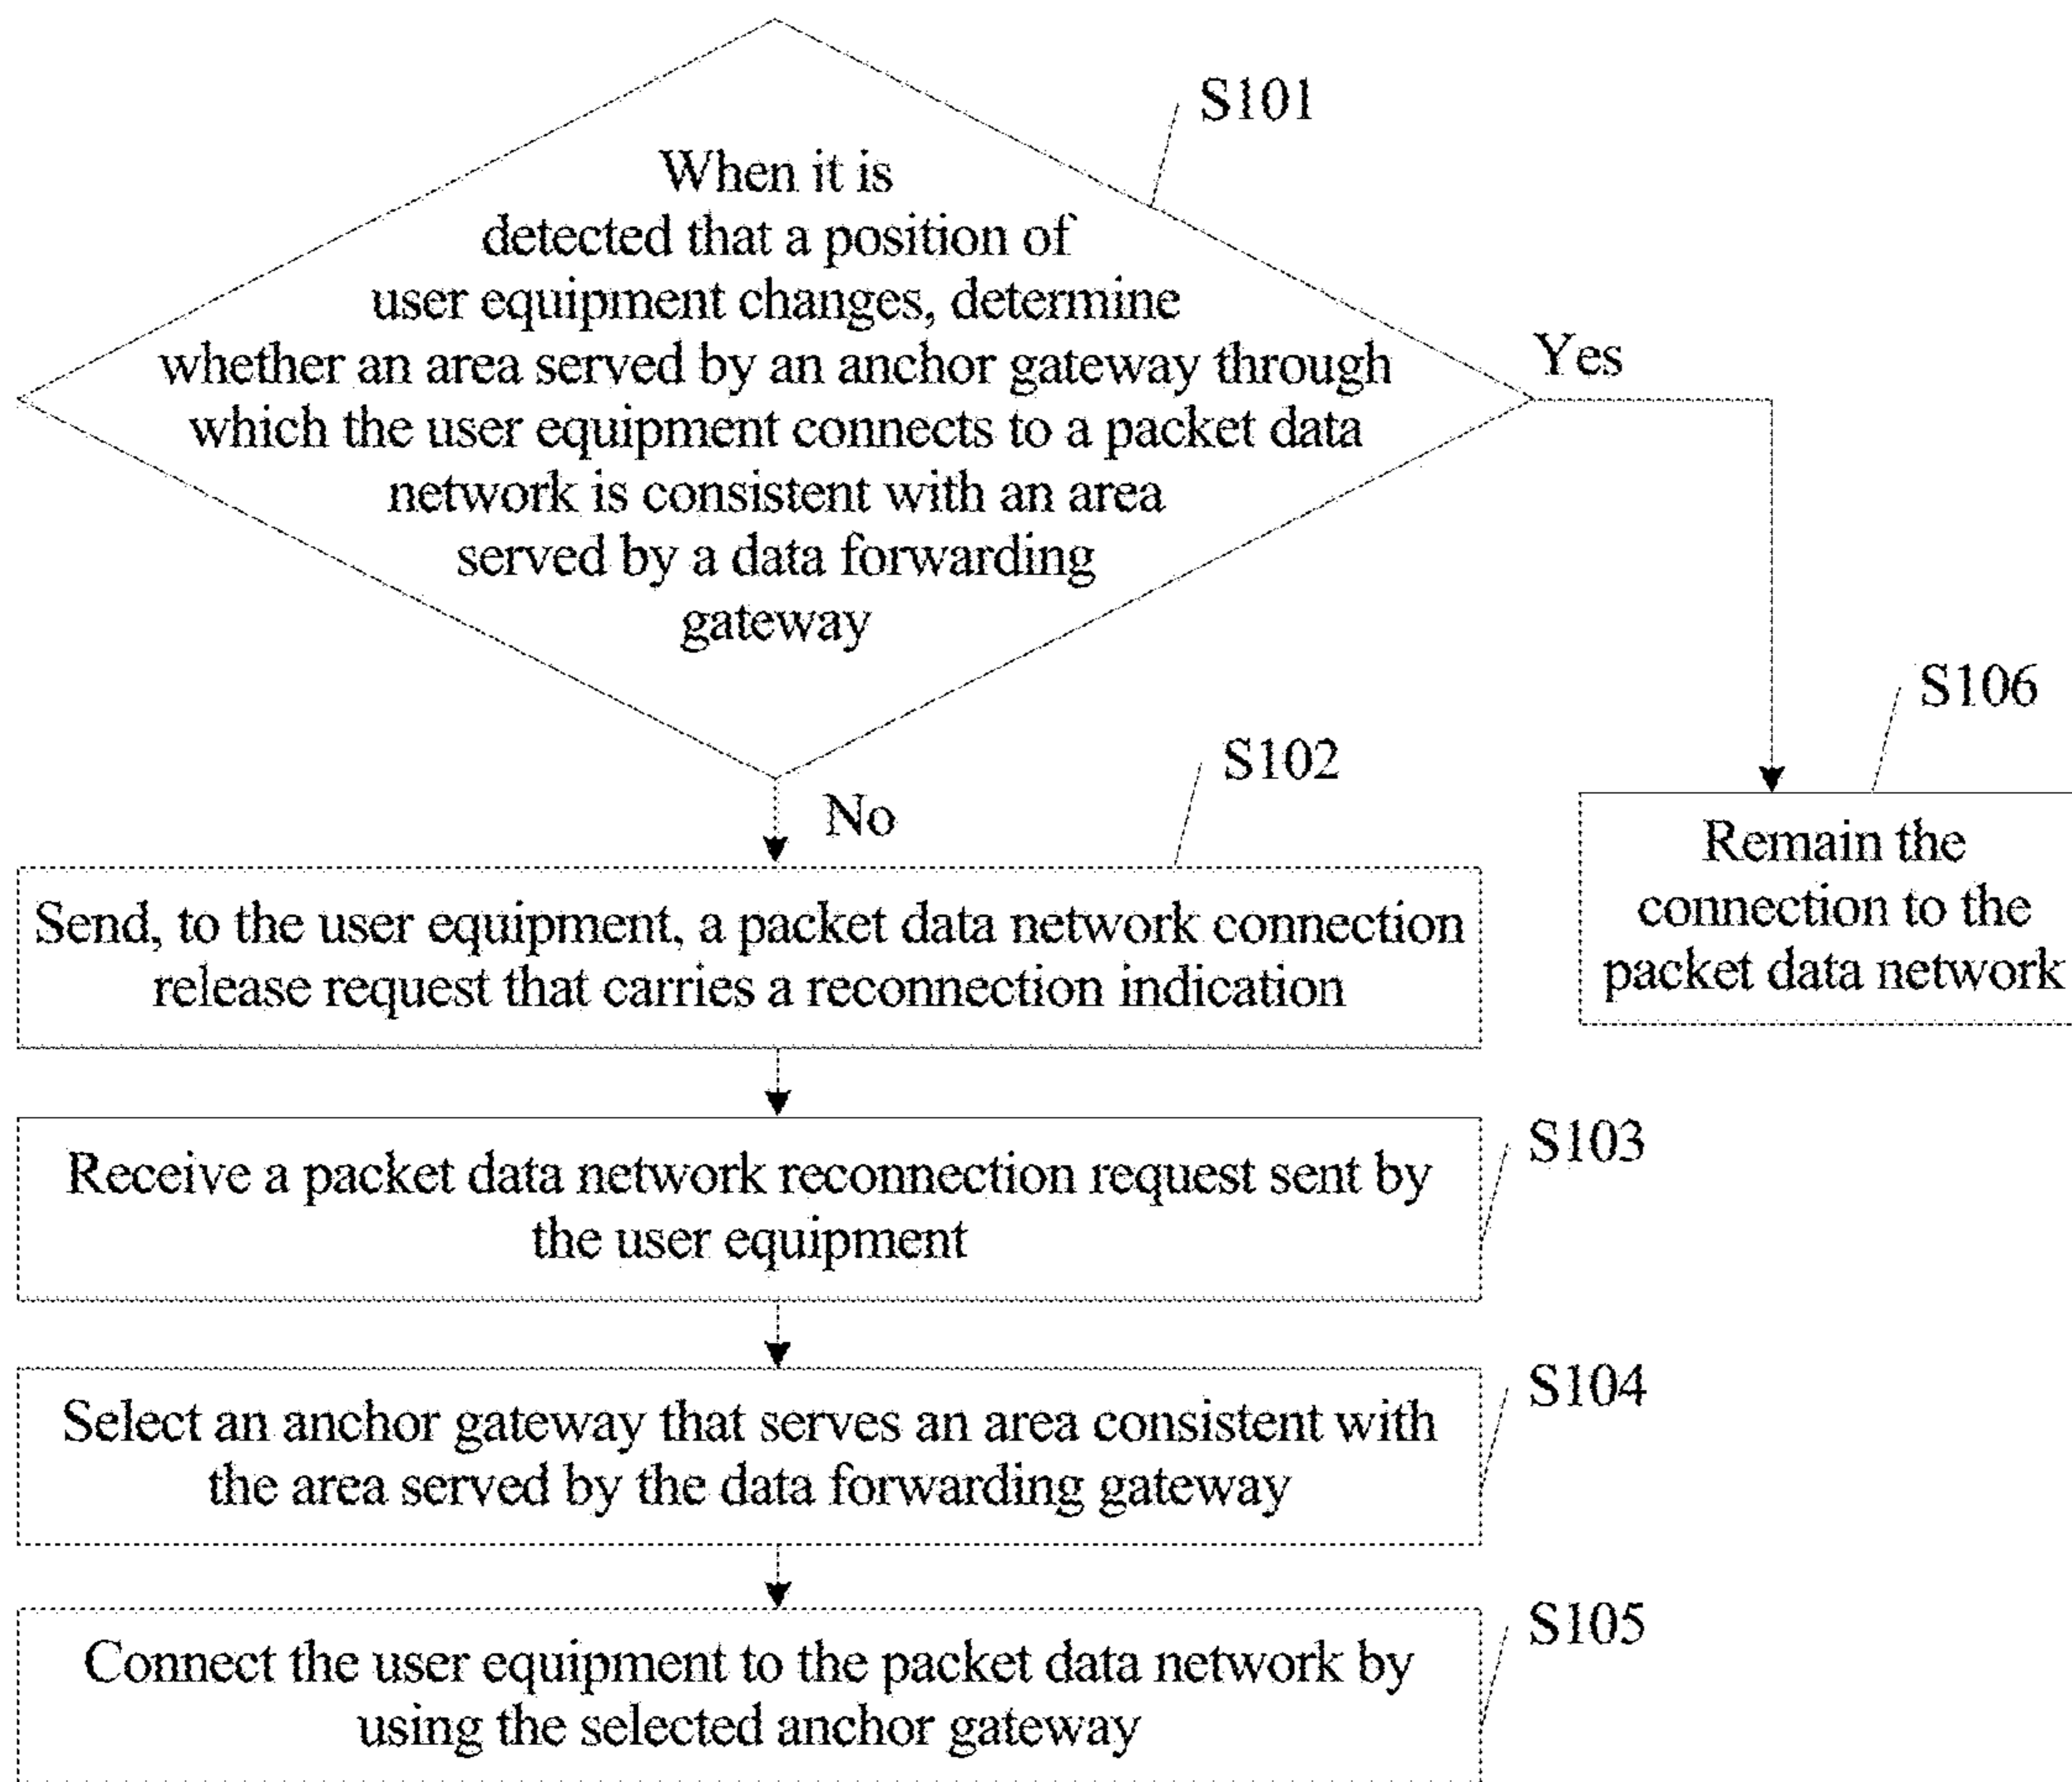 S101
When it is
detected that a position of
user equipment changes, determine
whether an area served by an anchor gateway through
which the user equipment connects to a packet data
network is consistent with an area
served by a data forwarding
gateway
Yes
No
S106
Remain the
connection to the
packet data network
S102
Send, to the user equipment, a packet data network connection
release request that carries a reconnection indication
S103
Receive a packet data network reconnection request sent by
the user equipment
S104
Select an anchor gateway that serves an area consistent with
the area served by the data forwarding gateway
S105
Connect the user equipment to the packet data network by
using the selected anchor gateway